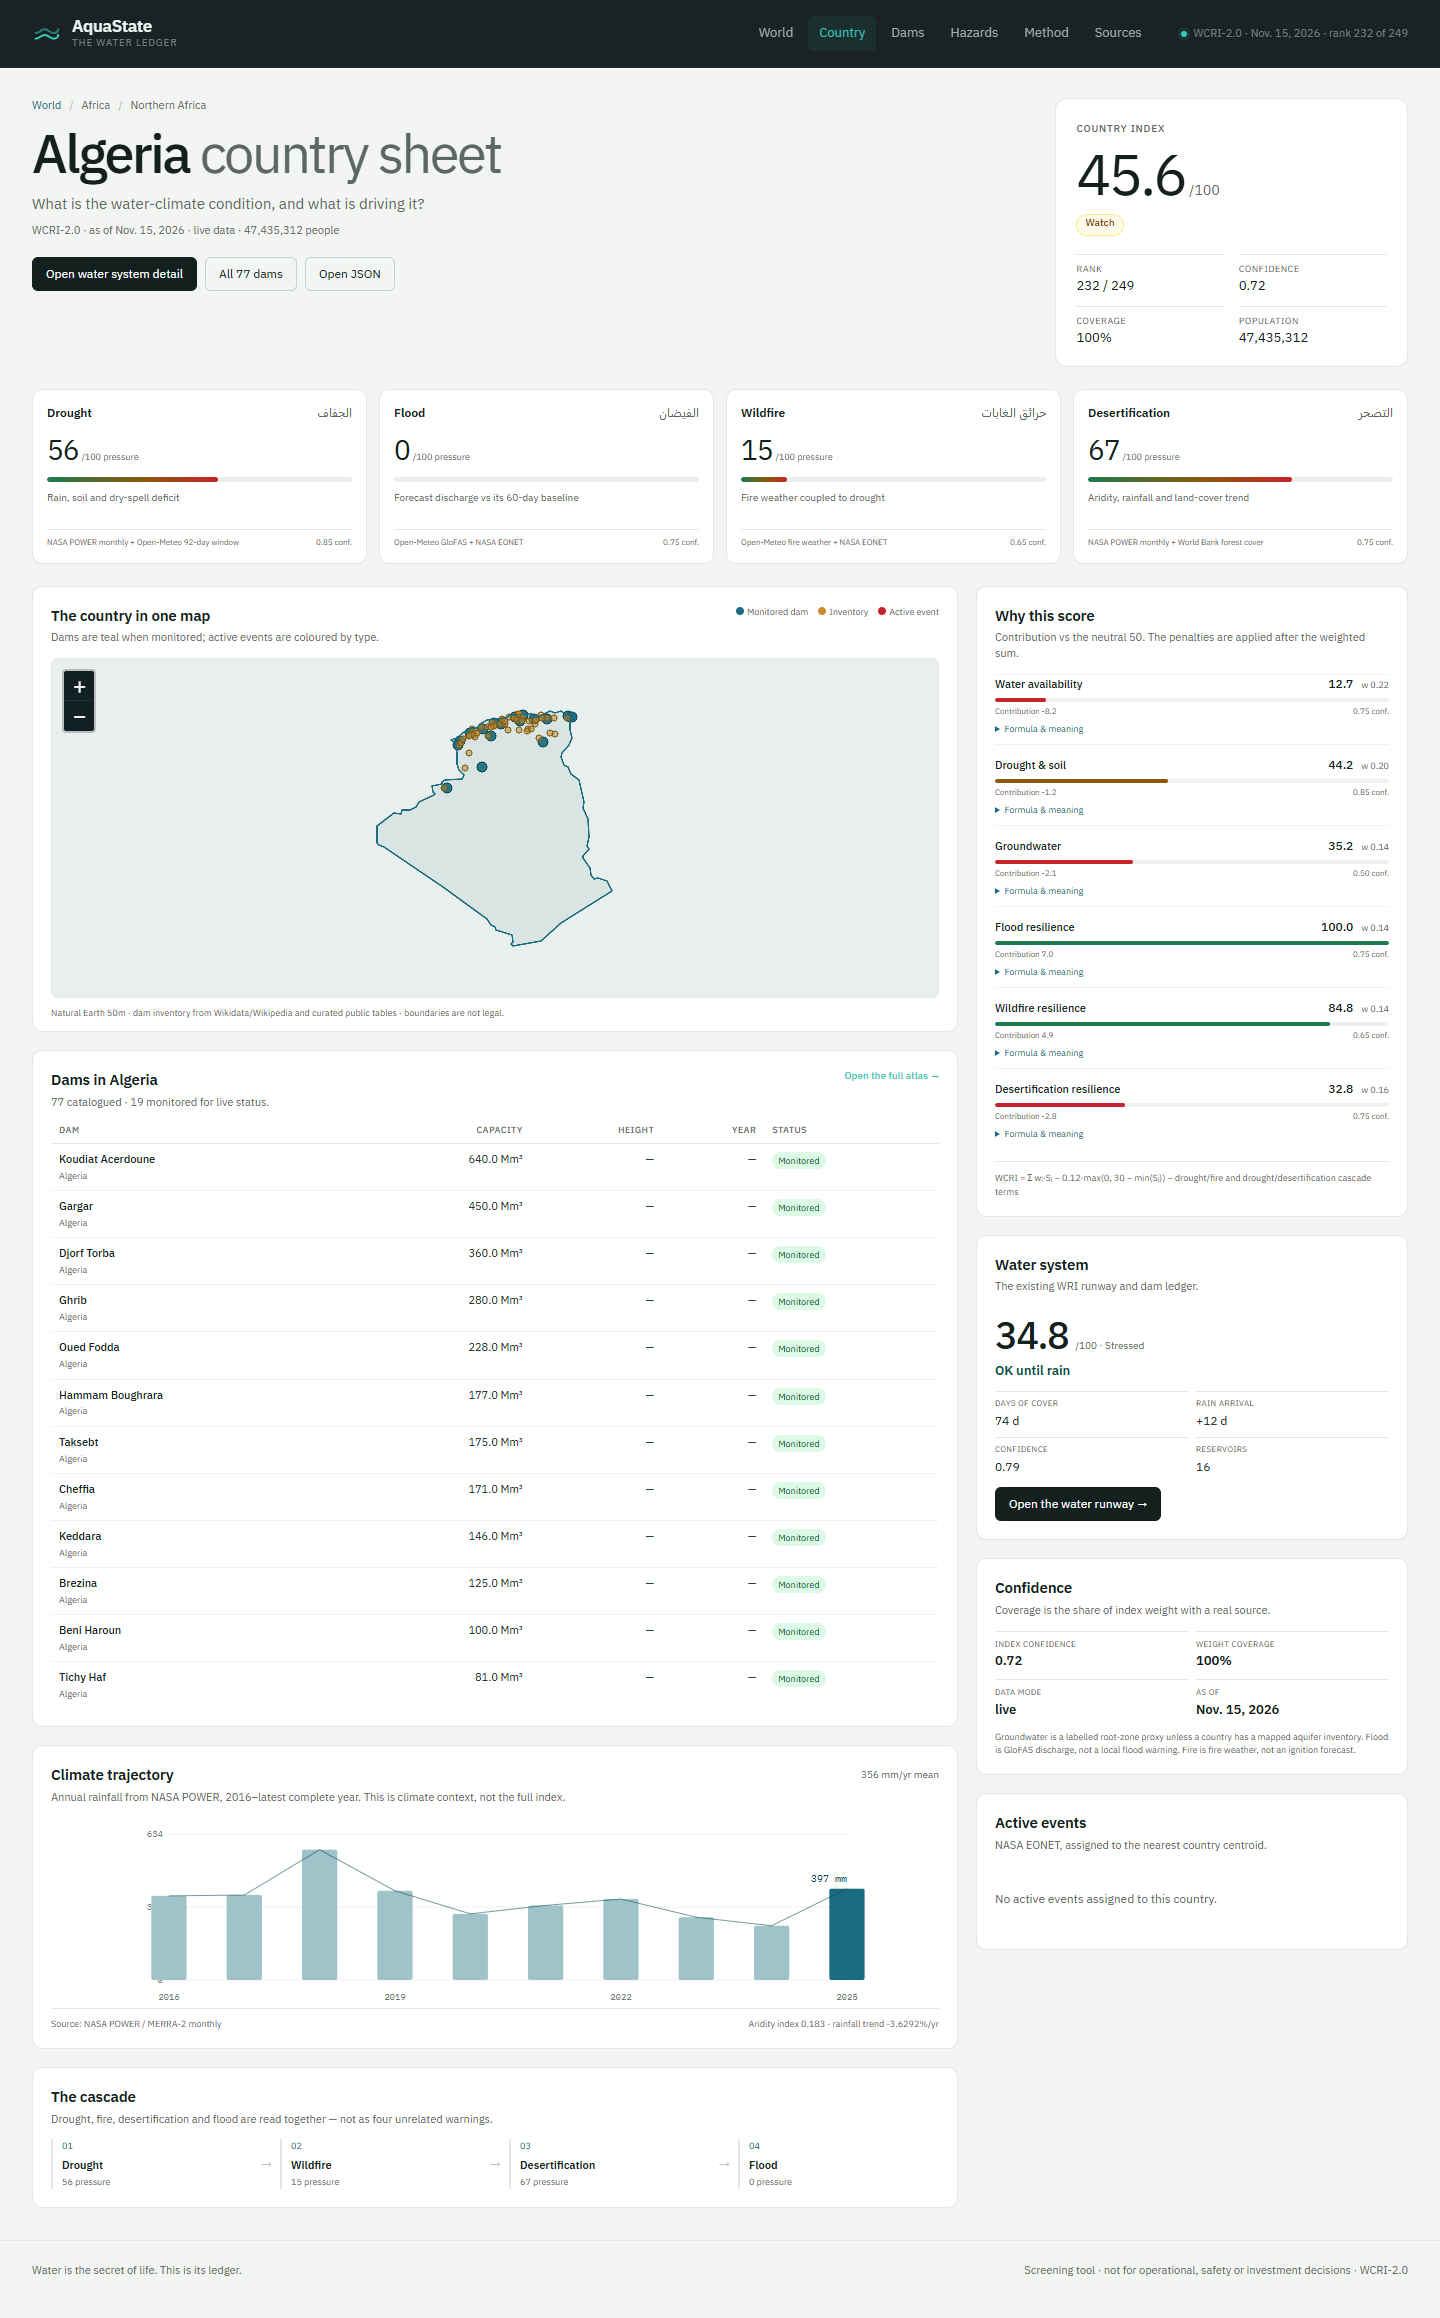 AquaState
THE WATER LEDGER
World Country Dams Hazards Method Sources
WCRI-2.0 · Nov. 15, 2026 · rank 232 of 249
World / Africa / Northern Africa
Algeria country sheet
What is the water-climate condition, and what is driving it?
WCRI-2.0 · as of Nov. 15, 2026 · live data · 47,435,312 people
Open water system detail
All 77 dams
Open JSON
COUNTRY INDEX
45.6 /100
Watch
RANK
232 / 249
CONFIDENCE
0.72
COVERAGE
100%
POPULATION
47,435,312
Drought الجفاف
56 /100 pressure
Rain, soil and dry-spell deficit
NASA POWER monthly + Open-Meteo 92-day window 0.85 conf.
Flood الفيضان
0 /100 pressure
Forecast discharge vs its 60-day baseline
Open-Meteo GloFAS + NASA EONET 0.75 conf.
Wildfire حرائق الغابات
15 /100 pressure
Fire weather coupled to drought
Open-Meteo fire weather + NASA EONET 0.65 conf.
Desertification التصحر
67 /100 pressure
Aridity, rainfall and land-cover trend
NASA POWER monthly + World Bank forest cover 0.75 conf.
The country in one map
Monitored dam Inventory Active event
Dams are teal when monitored; active events are coloured by type.
+
−
Natural Earth 50m · dam inventory from Wikidata/Wikipedia and curated public tables · boundaries are not legal.
Dams in Algeria
Open the full atlas →
77 catalogued · 19 monitored for live status.
DAM CAPACITY HEIGHT YEAR STATUS
Koudiat Acerdoune 640.0 Mm³ — — Monitored
Algeria
Gargar 450.0 Mm³ — — Monitored
Algeria
Djorf Torba 360.0 Mm³ — — Monitored
Algeria
Ghrib 280.0 Mm³ — — Monitored
Algeria
Oued Fodda 228.0 Mm³ — — Monitored
Algeria
Hammam Boughrara 177.0 Mm³ — — Monitored
Algeria
Taksebt 175.0 Mm³ — — Monitored
Algeria
Cheffia 171.0 Mm³ — — Monitored
Algeria
Keddara 146.0 Mm³ — — Monitored
Algeria
Brezina 125.0 Mm³ — — Monitored
Algeria
Beni Haroun 100.0 Mm³ — — Monitored
Algeria
Tichy Haf 81.0 Mm³ — — Monitored
Algeria
Climate trajectory
356 mm/yr mean
Annual rainfall from NASA POWER, 2016–latest complete year. This is climate context, not the full index.
634
397 mm
2016 2019 2022 2025
Source: NASA POWER / MERRA-2 monthly
Aridity index 0.183 · rainfall trend -3.6292%/yr
The cascade
Drought, fire, desertification and flood are read together — not as four unrelated warnings.
01
Drought
56 pressure
→
02
Wildfire
15 pressure
→
03
Desertification
67 pressure
→
04
Flood
0 pressure
Why this score
Contribution vs the neutral 50. The penalties are applied after the weighted
sum.
Water availability 12.7 w 0.22
Contribution -8.2 0.75 conf.
Formula & meaning
Drought & soil 44.2 w 0.20
Contribution -1.2 0.85 conf.
Formula & meaning
Groundwater 35.2 w 0.14
Contribution -2.1 0.50 conf.
Formula & meaning
Flood resilience 100.0 w 0.14
Contribution 7.0 0.75 conf.
Formula & meaning
Wildfire resilience 84.8 w 0.14
Contribution 4.9 0.65 conf.
Formula & meaning
Desertification resilience 32.8 w 0.16
Contribution -2.8 0.75 conf.
Formula & meaning
WCRI = Σ wᵢ·Sᵢ − 0.12·max(0, 30 − min(Sᵢ)) − drought/fire and drought/desertification cascade
terms
Water system
The existing WRI runway and dam ledger.
34.8 /100 · Stressed
OK until rain
DAYS OF COVER
74 d
RAIN ARRIVAL
+12 d
CONFIDENCE
0.79
RESERVOIRS
16
Open the water runway →
Confidence
Coverage is the share of index weight with a real source.
INDEX CONFIDENCE
0.72
WEIGHT COVERAGE
100%
DATA MODE
live
AS OF
Nov. 15, 2026
Groundwater is a labelled root-zone proxy unless a country has a mapped aquifer inventory. Flood
is GloFAS discharge, not a local flood warning. Fire is fire weather, not an ignition forecast.
Active events
NASA EONET, assigned to the nearest country centroid.
No active events assigned to this country.
Water is the secret of life. This is its ledger.
Screening tool · not for operational, safety or investment decisions · WCRI-2.0